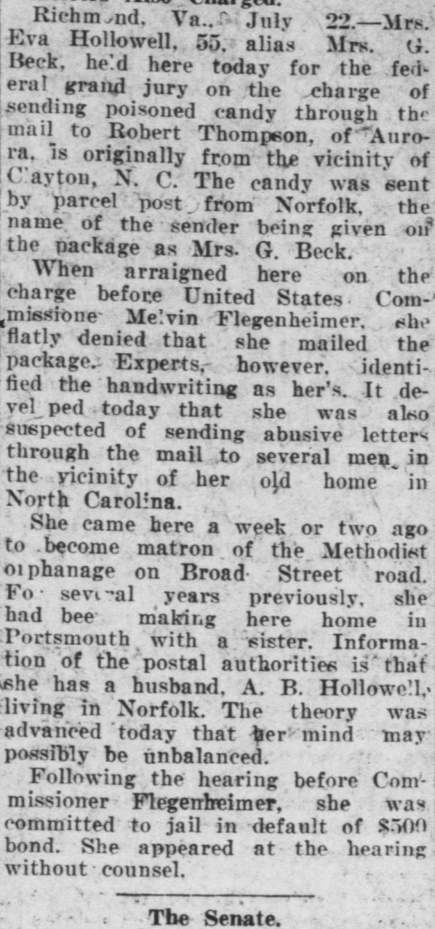 Also Charged.
Richmond, Va., July 22.—Mrs.
Eva Hollowell, 55, alias Mrs. G.
Beck, he'd here today for the fed-
eral grand jury on the charge of
sending poisoned candy through the
mail to Robert Thompson, of Auro-
ra, is originally from the vicinity of
C'ayton, N. C. The candy was sent
by parcel post from Norfolk, the
name of the sender being given on
the package as Mrs. G. Beck.
When arraigned here on the
charge before United States Com-
missione Melvin Flegenheimer, she
flatly denied that she mailed the
package. Experts, however, identi-
fied the handwriting as her's. It de-
vel ped today that she was also
suspected of sending abusive letters
through the mail to several men in
the vicinity of her old home in
North Carolina.
She came here a week or two ago
to become matron of the Methodist
orphanage on Broad Street road.
Fo several years previously, she
had bee making here home in
Portsmouth with a sister. Informa-
tion of the postal authorities is that
she has a husband, A. B. Hollowe'l,
living in Norfolk. The theory was
advanced today that her mind may
possibly be unbalanced.
Following the hearing before Com-
missioner Flegenheimer, she was
committed to jail in default of $500
bond. She appeared at the hearing
without counsel.
The Senate.